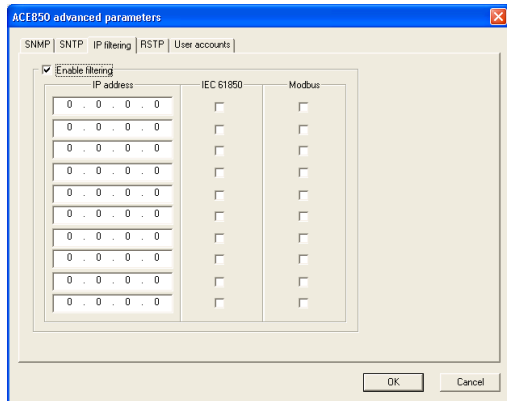 ACE850 advanced parameters
SNMP SNTP IP filtering RSTP User accounts
Enable filtering
IP address IEC 61850 Modbus
0 . 0 . 0 . 0
0 . 0 . 0 . 0
0 . 0 . 0 . 0
0 . 0 . 0 . 0
0 . 0 . 0 . 0
0 . 0 . 0 . 0
0 . 0 . 0 . 0
0 . 0 . 0 . 0
0 . 0 . 0 . 0
0 . 0 . 0 . 0
OK Cancel